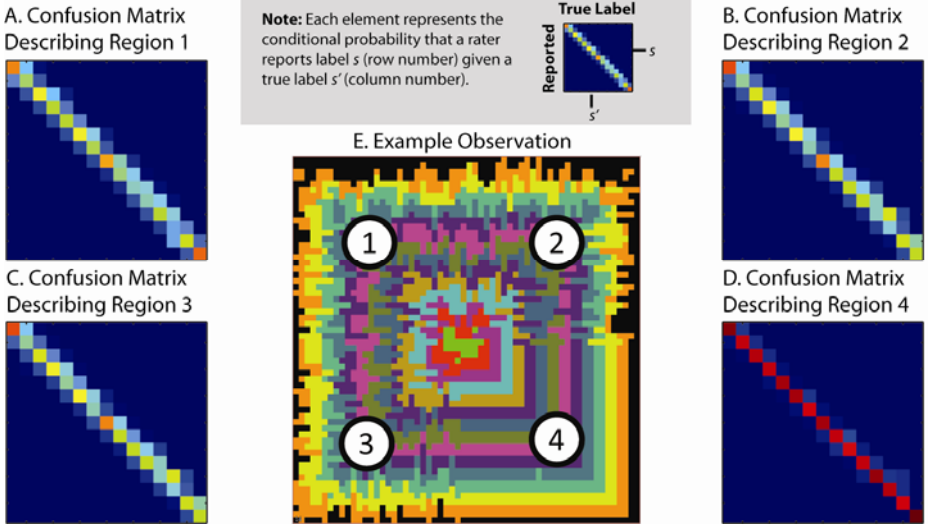 A. Confusion Matrix
Describing Region 1
Note: Each element represents the
conditional probability that a rater
reports label s (row number) given a
true label s′ (column number).
True Label
Reported
s
s′
B. Confusion Matrix
Describing Region 2
E. Example Observation
1
2
3
4
C. Confusion Matrix
Describing Region 3
D. Confusion Matrix
Describing Region 4